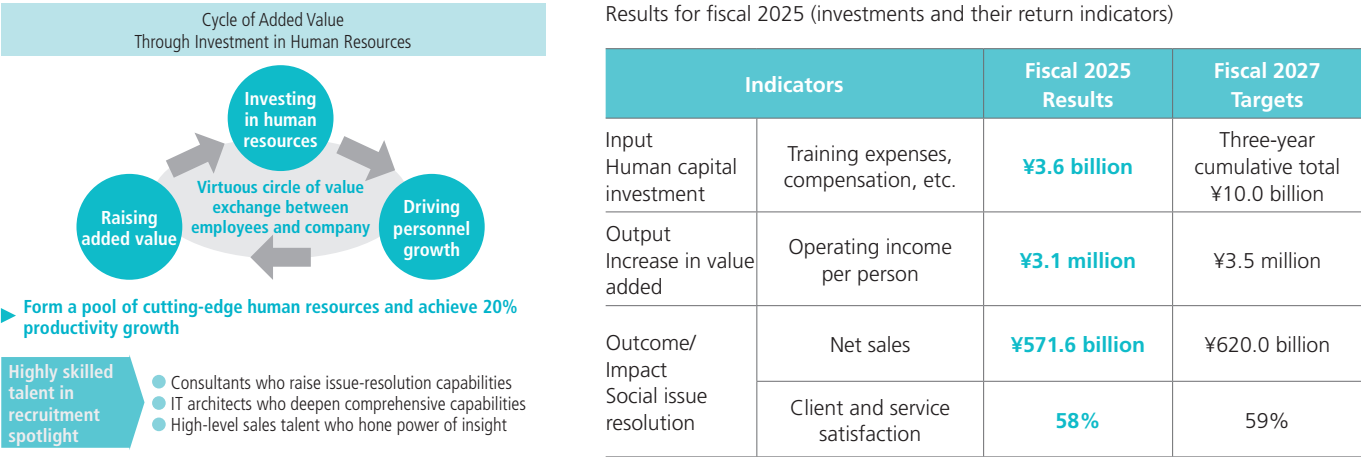 Cycle of Added Value
Through Investment in Human Resources
Investing
in human
resources
Virtuous circle of value
exchange between
employees and company
Raising
added value
Driving
personnel
growth
Form a pool of cutting-edge human resources and achieve 20%
productivity growth
Highly skilled
talent in
recruitment
spotlight
Consultants who raise issue-resolution capabilities
IT architects who deepen comprehensive capabilities
High-level sales talent who hone power of insight
Results for fiscal 2025 (investments and their return indicators)
Indicators
Fiscal 2025
Results
Fiscal 2027
Targets
Input
Human capital
investment
Training expenses,
compensation, etc.
¥3.6 billion
Three-year
cumulative total
¥10.0 billion
Output
Increase in value
added
Operating income
per person
¥3.1 million
¥3.5 million
Outcome/
Impact
Social issue
resolution
Net sales
¥571.6 billion
¥620.0 billion
Client and service
satisfaction
58%
59%